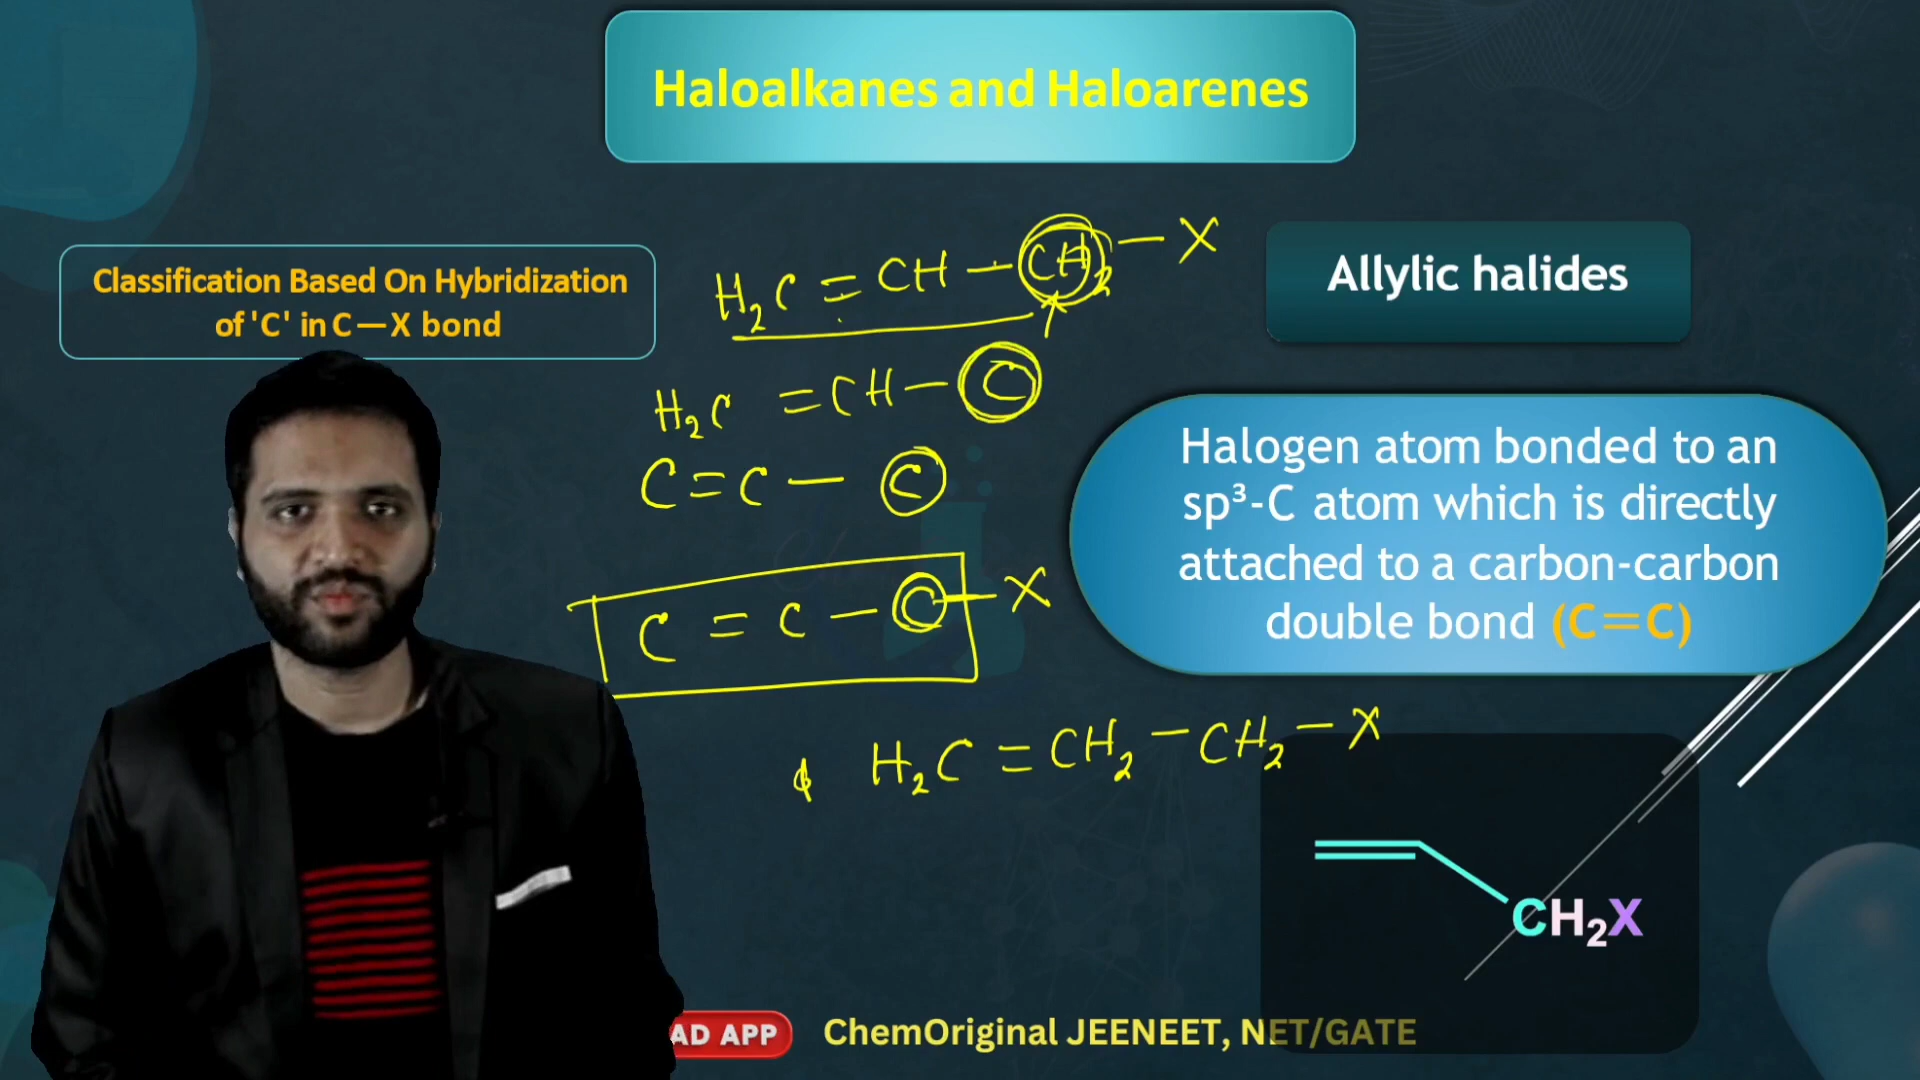 Haloalkanes and Haloarenes
Classification Based On Hybridization
of 'C' in C—X bond
H₂C = CH — CH₂ — X
H₂C = CH — C
C = C — C
C = C — C — X
H₂C = CH₂ — CH₂ — X
Allylic halides
Halogen atom bonded to an
sp³-C atom which is directly
attached to a carbon-carbon
double bond (C=C)
CH₂X
AD APP
ChemOriginal JEENEET, NET/GATE